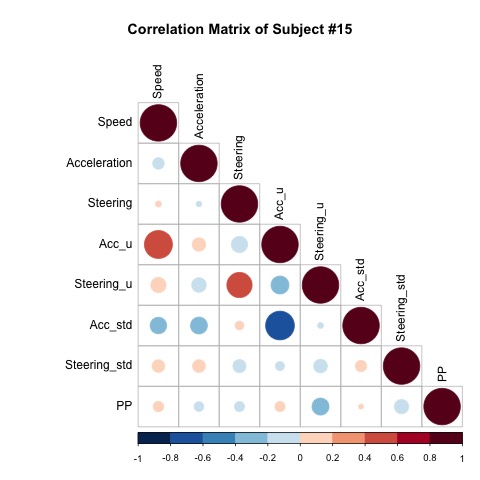 Correlation Matrix of Subject #15
Speed
Acceleration
Steering
Acc_u
Steering_u
Acc_std
Steering_std
PP
Speed
Acceleration
Steering
Acc_u
Steering_u
Acc_std
Steering_std
PP
-1 -0.8 -0.6 -0.4 -0.2 0 0.2 0.4 0.6 0.8 1